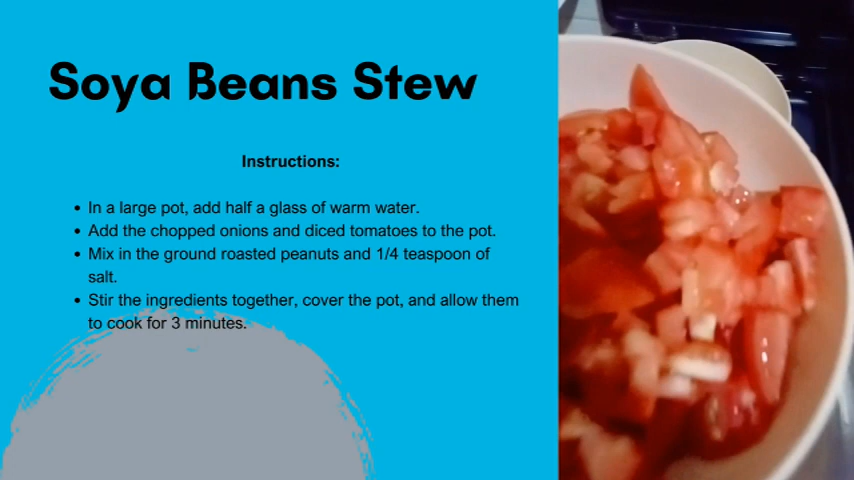 Soya Beans Stew
Instructions:
• In a large pot, add half a glass of warm water.
• Add the chopped onions and diced tomatoes to the pot.
• Mix in the ground roasted peanuts and 1/4 teaspoon of
salt.
• Stir the ingredients together, cover the pot, and allow them
to cook for 3 minutes.